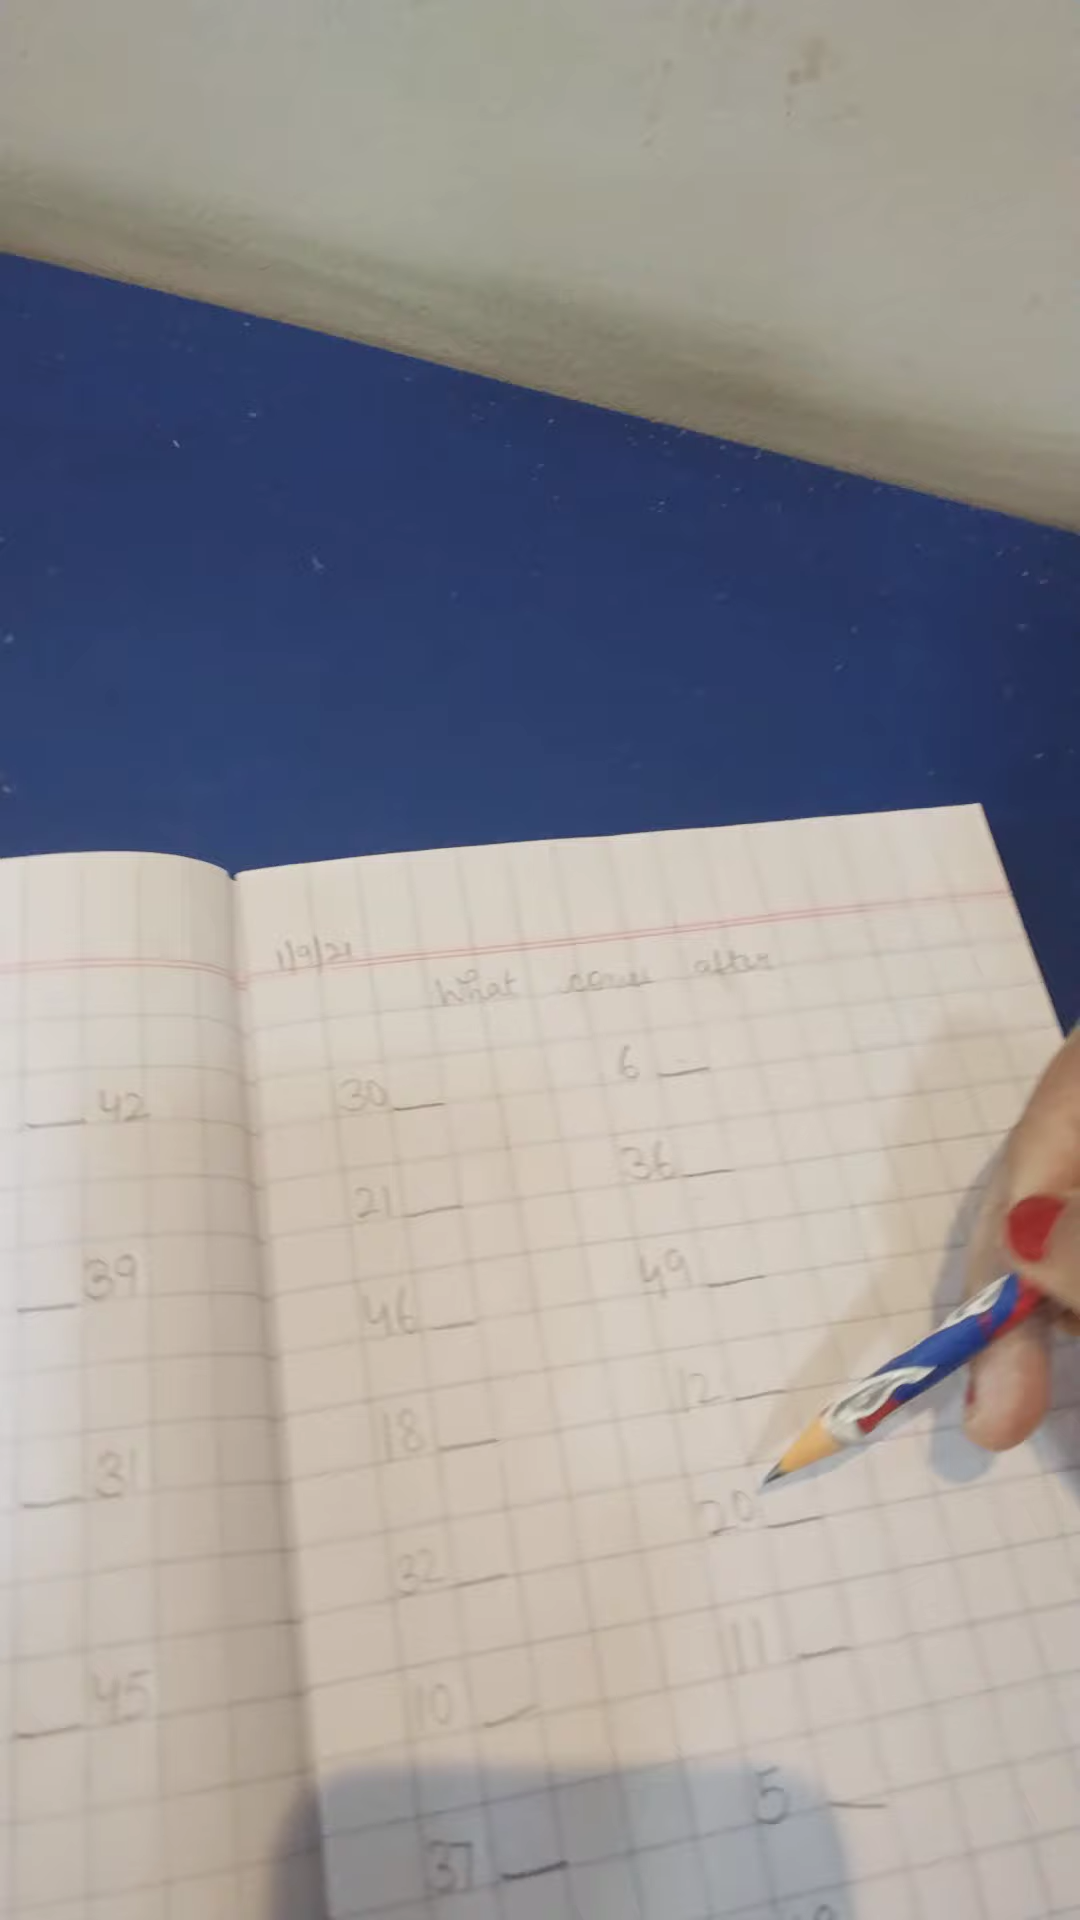 __ 42
__ 39
__ 31
__ 45
1/9/21
What comes after
30 __ 6 __
21 __ 36 __
46 __ 49 __
18 __ 12 __
32 __ 20 __
10 __ 11 __
37 __ 5 __